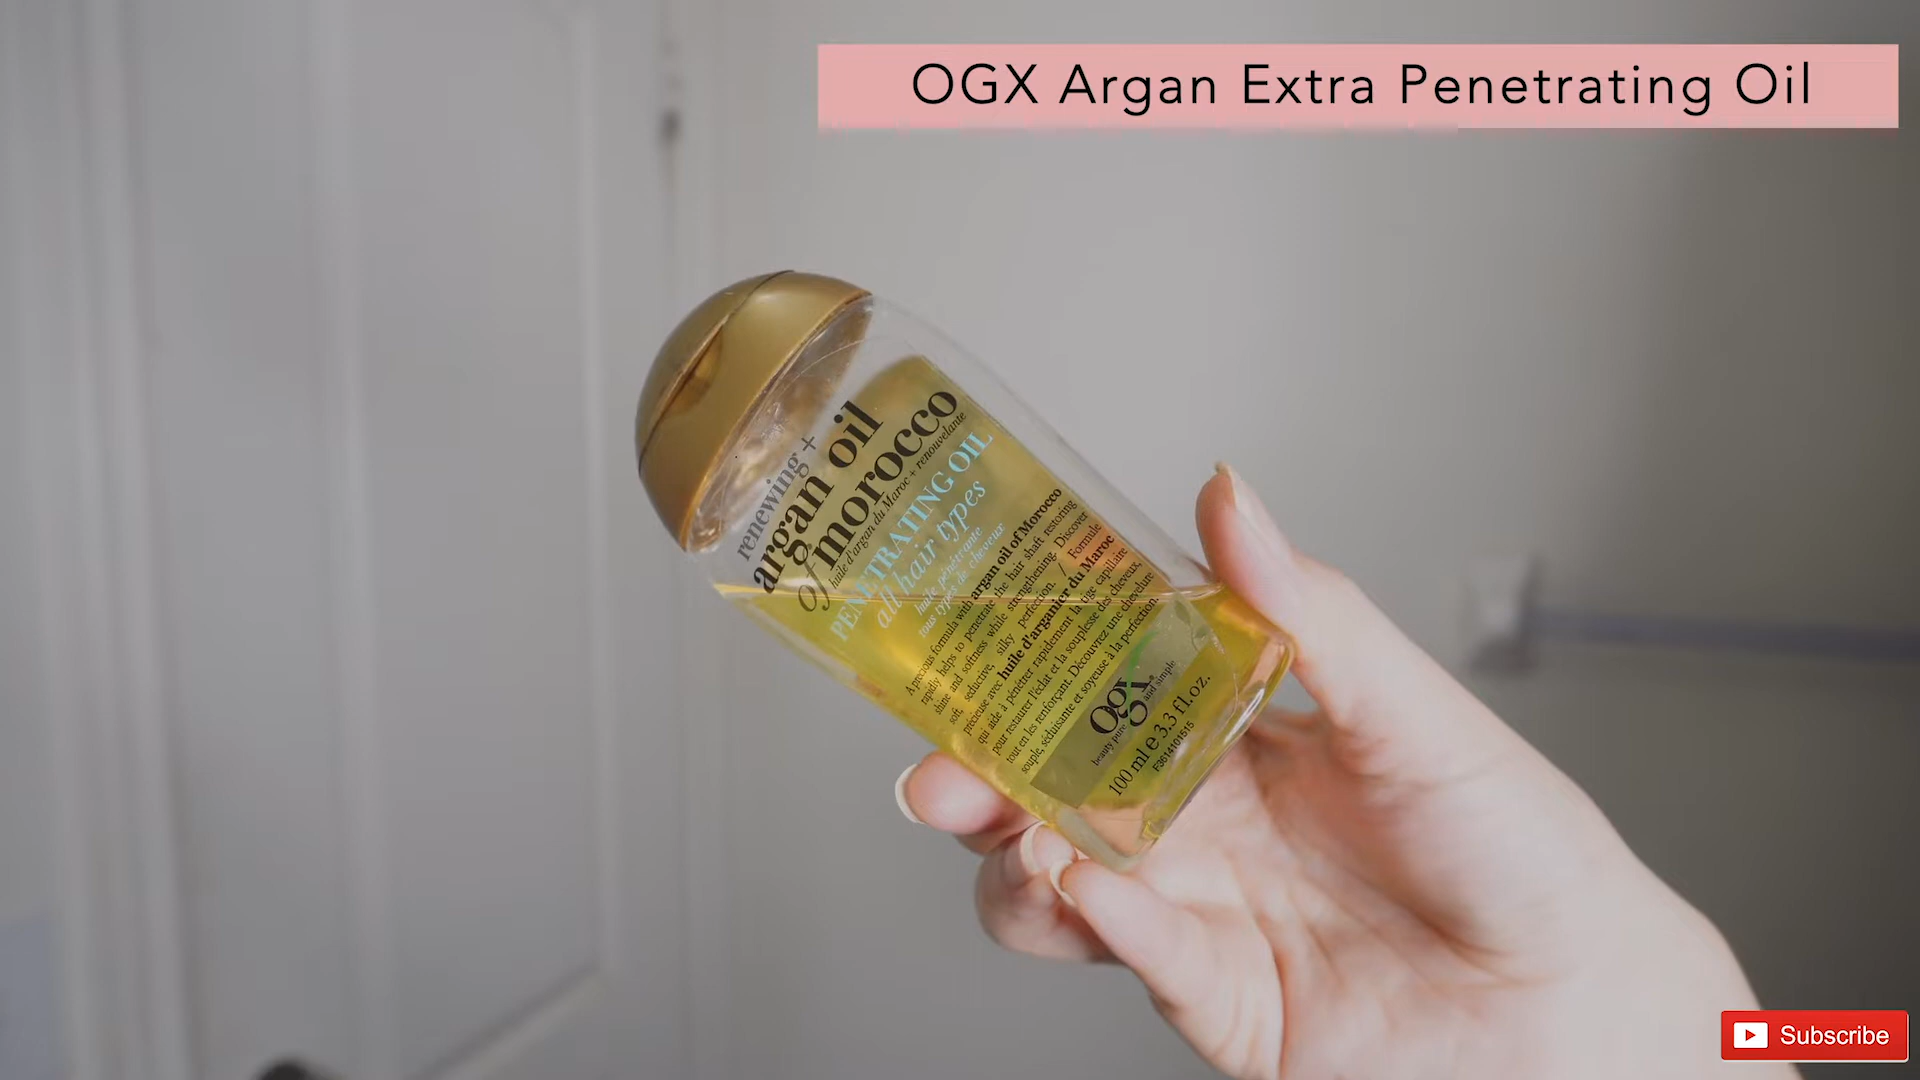 OGX Argan Extra Penetrating Oil
renewing +
argan oil
of morocco
huile d'argan du Maroc + renouvelante
PENETRATING OIL
all hair types
huile pénétrante
tous types de cheveux
A precious formula with argan oil of Morocco
rapidly helps to penetrate the hair shaft restoring
shine and softness while strengthening. Discover
soft, seductive, silky perfection. / Formule
précieuse avec huile d'arganier du Maroc
qui aide à pénétrer rapidement la tige capillaire
pour restaurer l'éclat et la souplesse des cheveux,
tout en les renforçant. Découvrez une chevelure
souple, séduisante et soyeuse à la perfection.
ogx®
beauty pure and simple
100 ml e 3.3 fl.oz.
F3614101515
Subscribe